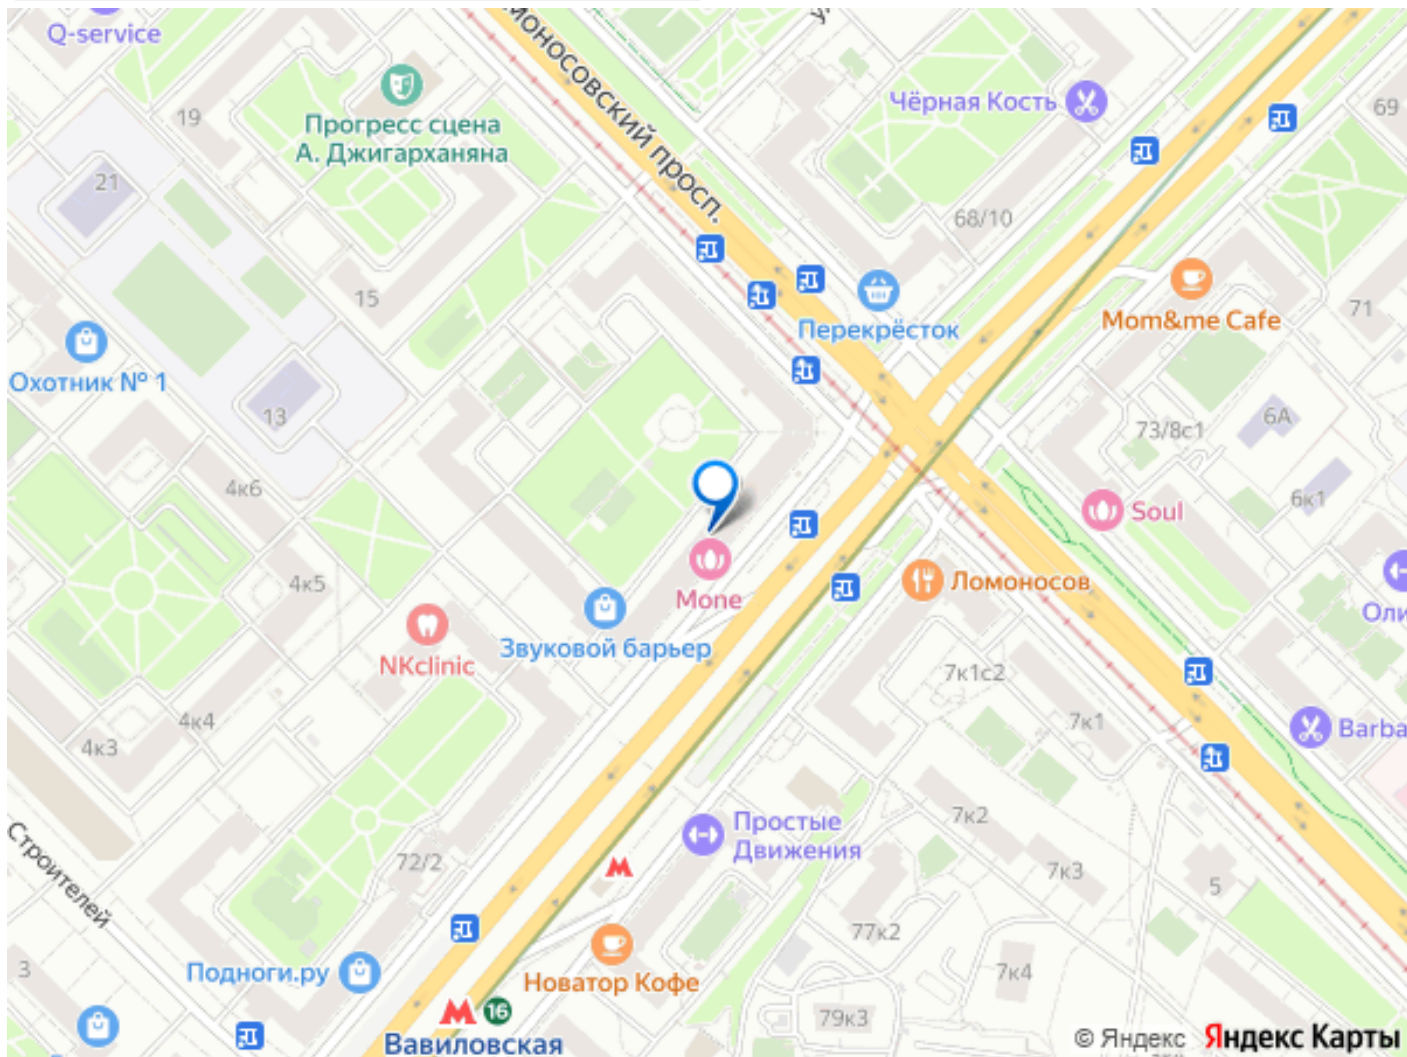 Q-service
Прогресс сцена
А. Джигарханяна
19
21
15
13
Охотник № 1
4к6
4к5
4к4
4к3
NKclinic
Звуковой барьер
Mone
Перекрёсток
Чёрная Кость
68/10
69
71
Mom&me Cafe
73/8с1
6А
6к1
Soul
Ломоносов
7к1с2
7к1
7к2
7к3
5
7к4
77к2
79к3
Простые
Движения
Новатор Кофе
72/2
Строителей
3
Подноги.ру
16
Вавиловская
моносовский просп.
Оли
Barba
© Яндекс Яндекс Карты